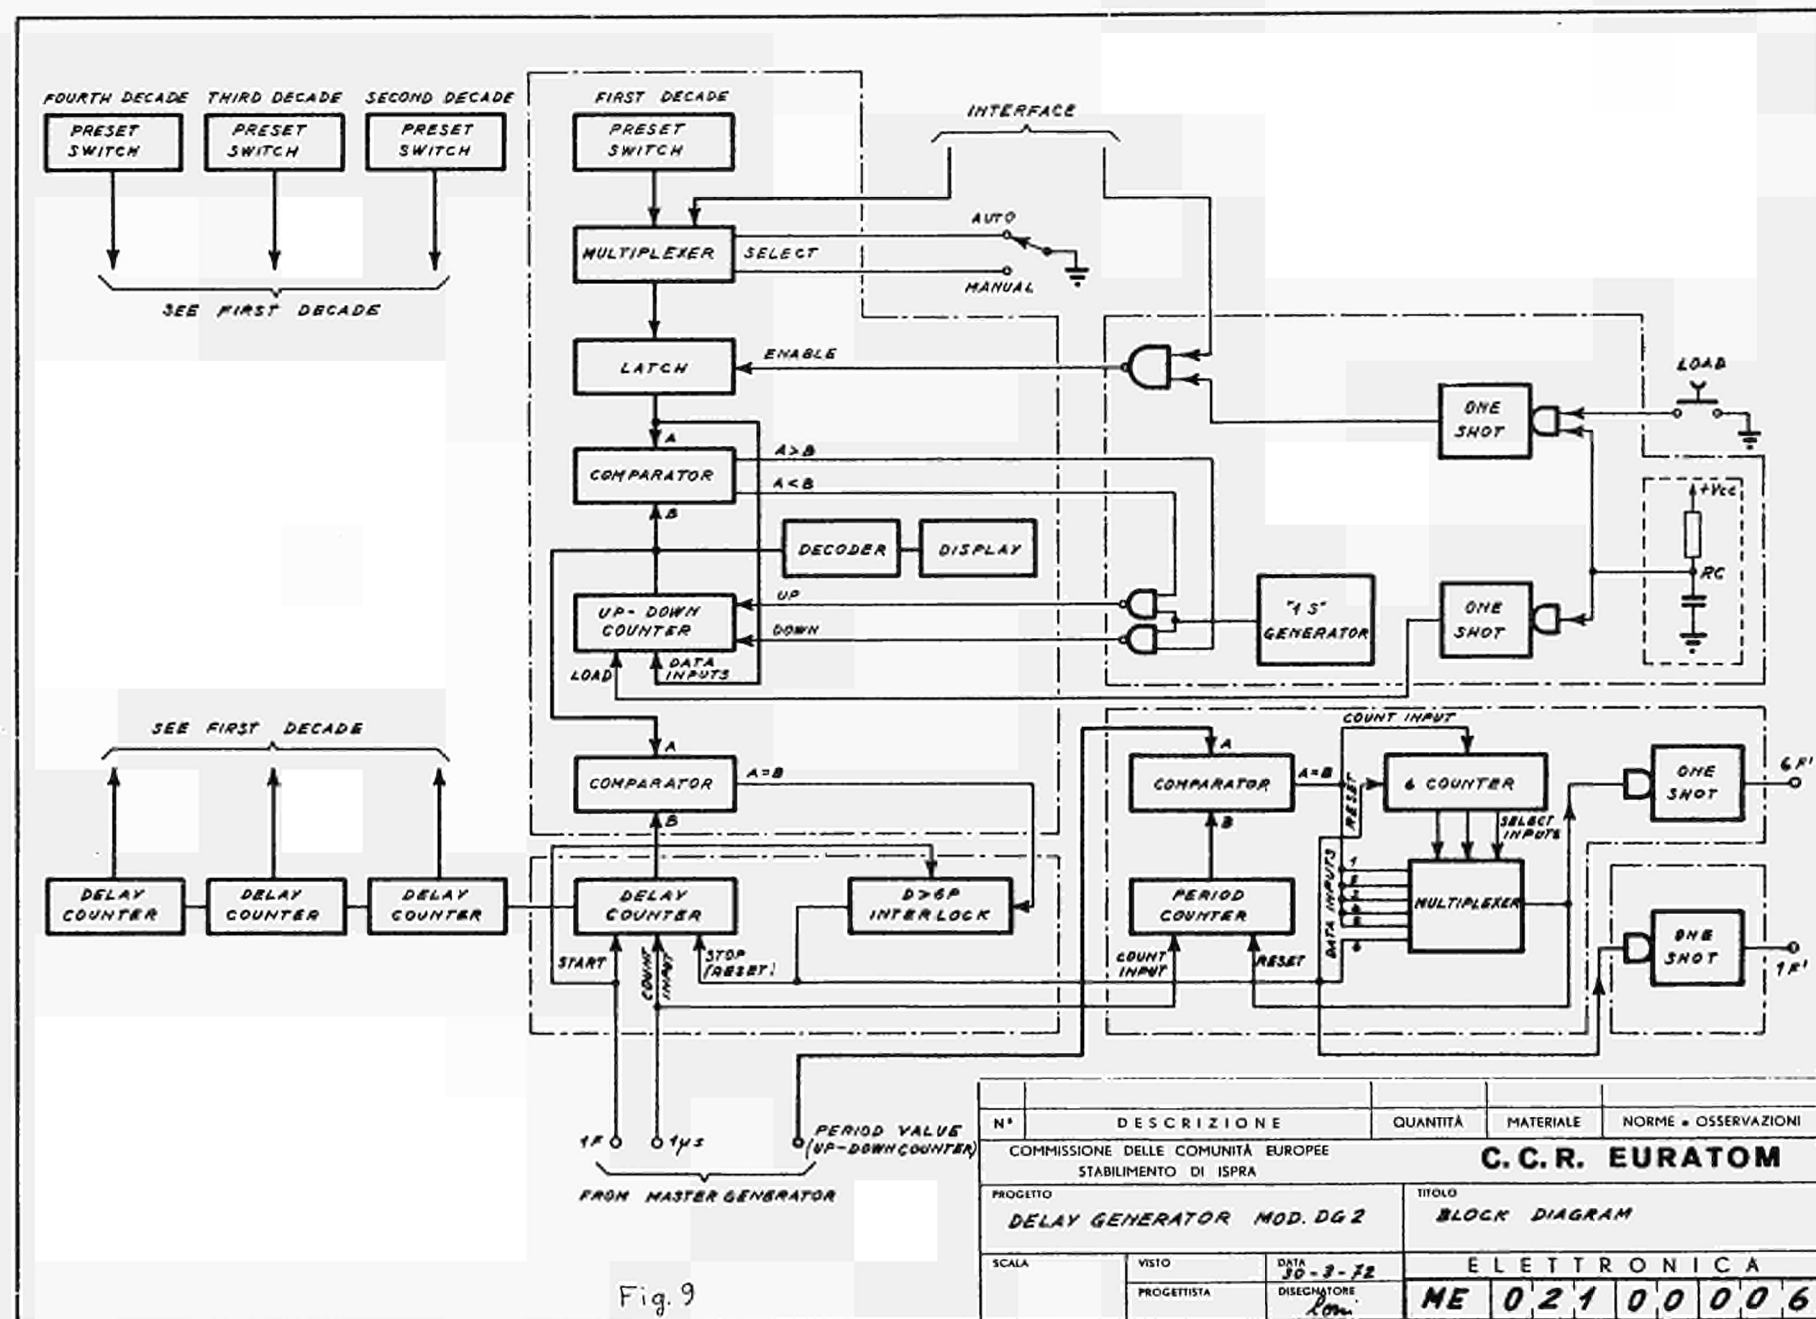 FOURTH DECADE THIRD DECADE SECOND DECADE FIRST DECADE
PRESET SWITCH
PRESET SWITCH
PRESET SWITCH
PRESET SWITCH
INTERFACE
SEE FIRST DECADE
MULTIPLEXER
SELECT
AUTO
MANUAL
LATCH
ENABLE
A
COMPARATOR
A>B
A<B
B
DECODER
DISPLAY
UP-DOWN COUNTER
UP
DOWN
LOAD
DATA INPUTS
"1 S" GENERATOR
ONE SHOT
LOAD
ONE SHOT
+Vcc
RC
SEE FIRST DECADE
A
COMPARATOR
A=B
B
DELAY COUNTER
DELAY COUNTER
DELAY COUNTER
DELAY COUNTER
D>6P INTERLOCK
START
COUNT INPUT
STOP (RESET)
A
COMPARATOR
A=B
B
PERIOD COUNTER
COUNT INPUT
RESET
COUNT INPUT
RESET
6 COUNTER
SELECT INPUTS
DATA INPUTS
1
6
MULTIPLEXER
ONE SHOT
6F'
ONE SHOT
1F'
1F
1µs
PERIOD VALUE
(UP-DOWN COUNTER)
FROM MASTER GENERATOR
Fig. 9
N° DESCRIZIONE QUANTITÀ MATERIALE NORME • OSSERVAZIONI
COMMISSIONE DELLE COMUNITÀ EUROPEE
STABILIMENTO DI ISPRA
C.C.R. EURATOM
PROGETTO
DELAY GENERATOR MOD. DG2
TITOLO
BLOCK DIAGRAM
SCALA
VISTO
DATA
30-3-72
ELETTRONICA
PROGETTISTA
DISEGNATORE
ME 021 00 006